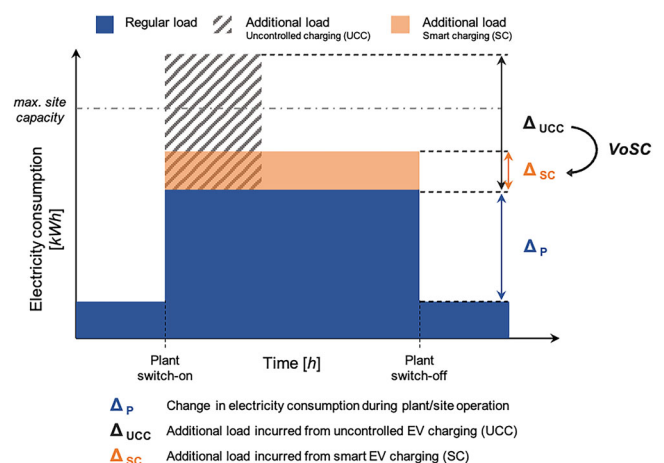 Regular load
Additional load
Uncontrolled charging (UCC)
Additional load
Smart charging (SC)
max. site
capacity
Electricity consumption
[kWh]
Δ UCC
VoSC
Δ SC
Δ P
Plant
switch-on
Time [h]
Plant
switch-off
Δ P Change in electricity consumption during plant/site operation
Δ UCC Additional load incurred from uncontrolled EV charging (UCC)
Δ SC Additional load incurred from smart EV charging (SC)